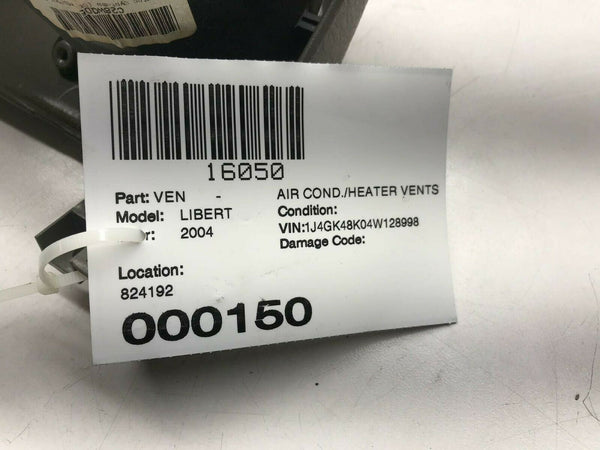 16050
Part: VEN - AIR COND./HEATER VENTS
Model: LIBERT Condition:
r: 2004 VIN:1J4GK48K04W128998
Damage Code:
Location:
824192
000150